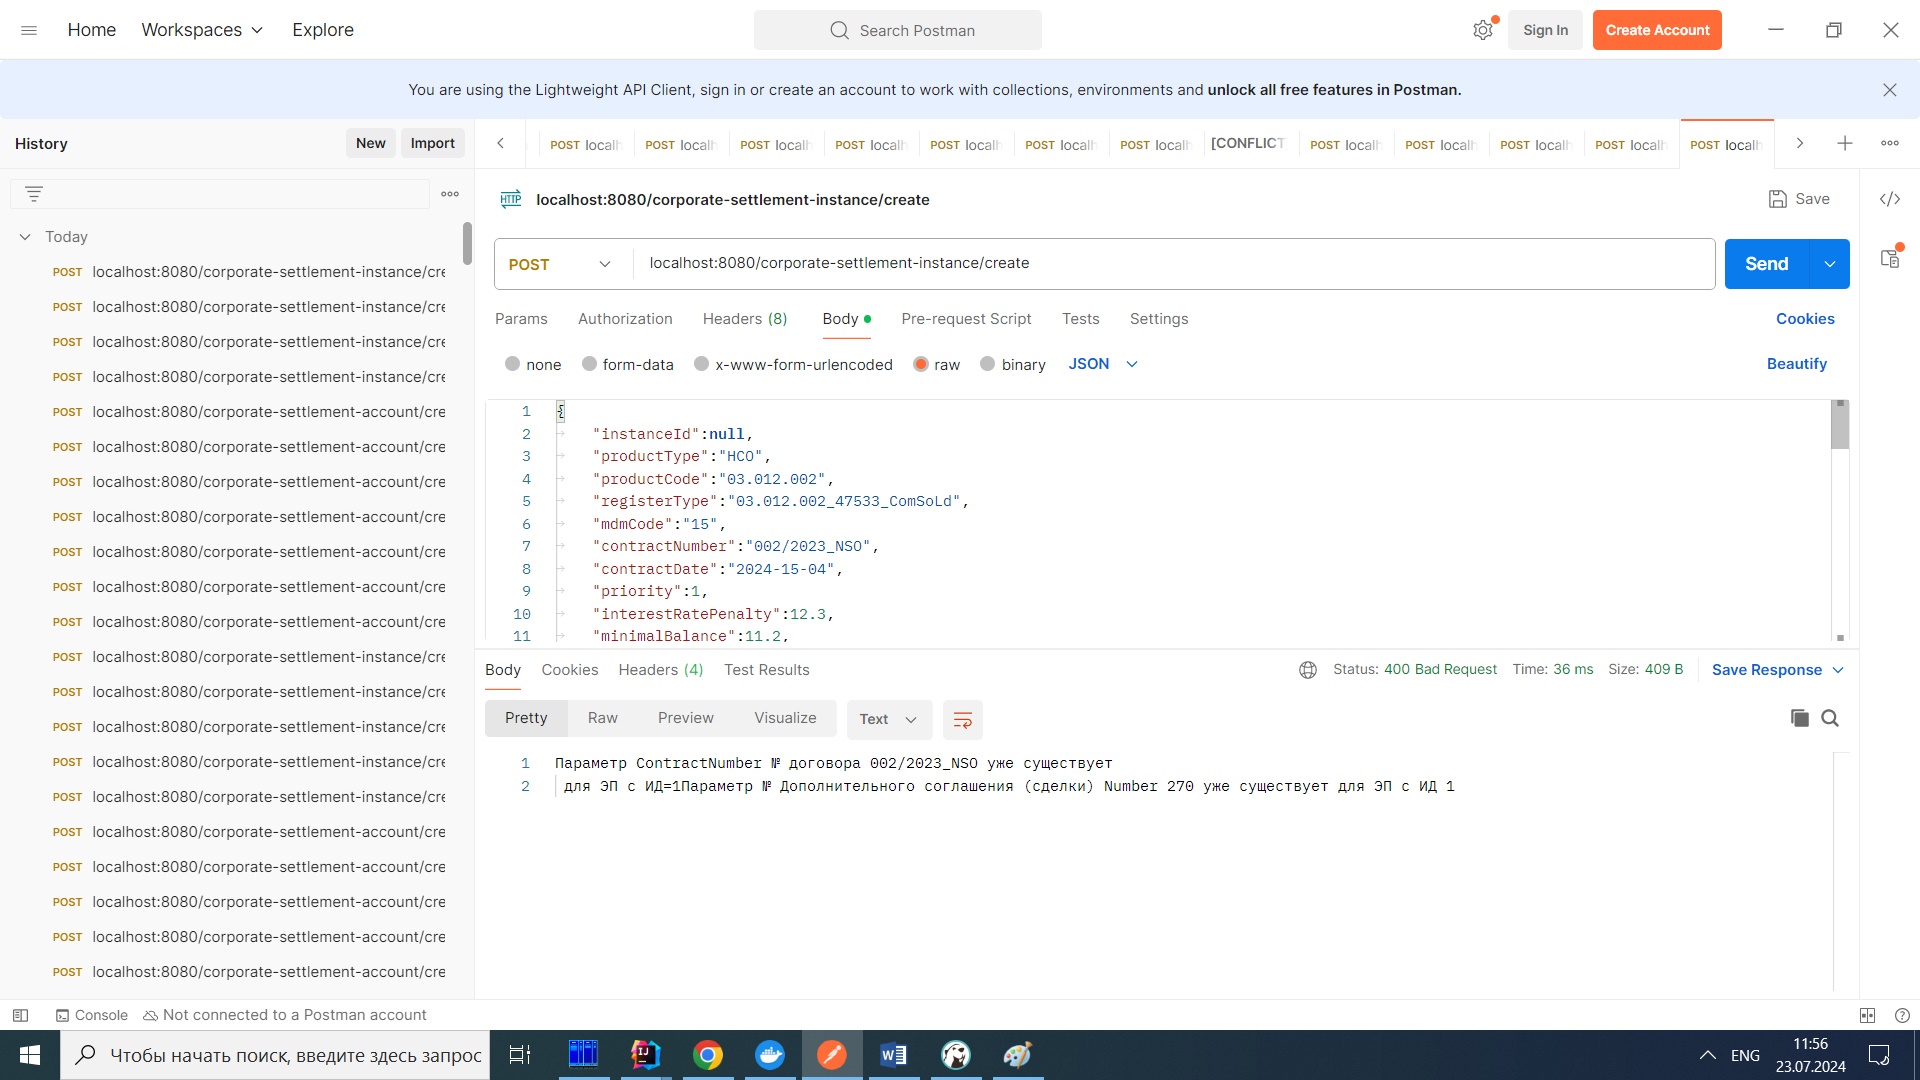 Home Workspaces Explore Search Postman Sign In Create Account
You are using the Lightweight API Client, sign in or create an account to work with collections, environments and unlock all free features in Postman.
History New Import
POST localh POST localh POST localh POST localh POST localh POST localh POST localh [CONFLICT POST localh POST localh POST localh POST localh POST localh
Today
POST localhost:8080/corporate-settlement-instance/cre
POST localhost:8080/corporate-settlement-instance/cre
POST localhost:8080/corporate-settlement-instance/cre
POST localhost:8080/corporate-settlement-instance/cre
POST localhost:8080/corporate-settlement-account/cre
POST localhost:8080/corporate-settlement-account/cre
POST localhost:8080/corporate-settlement-account/cre
POST localhost:8080/corporate-settlement-account/cre
POST localhost:8080/corporate-settlement-account/cre
POST localhost:8080/corporate-settlement-account/cre
POST localhost:8080/corporate-settlement-account/cre
POST localhost:8080/corporate-settlement-instance/cre
POST localhost:8080/corporate-settlement-instance/cre
POST localhost:8080/corporate-settlement-instance/cre
POST localhost:8080/corporate-settlement-instance/cre
POST localhost:8080/corporate-settlement-instance/cre
POST localhost:8080/corporate-settlement-account/cre
POST localhost:8080/corporate-settlement-account/cre
POST localhost:8080/corporate-settlement-account/cre
POST localhost:8080/corporate-settlement-account/cre
POST localhost:8080/corporate-settlement-account/cre
HTTP localhost:8080/corporate-settlement-instance/create Save
POST localhost:8080/corporate-settlement-instance/create Send
Params Authorization Headers (8) Body Pre-request Script Tests Settings Cookies
none form-data x-www-form-urlencoded raw binary JSON Beautify
1 {
2 "instanceId":null,
3 "productType":"НСО",
4 "productCode":"03.012.002",
5 "registerType":"03.012.002_47533_ComSoLd",
6 "mdmCode":"15",
7 "contractNumber":"002/2023_NSO",
8 "contractDate":"2024-15-04",
9 "priority":1,
10 "interestRatePenalty":12.3,
11 "minimalBalance":11.2,
Body Cookies Headers (4) Test Results Status: 400 Bad Request Time: 36 ms Size: 409 B Save Response
Pretty Raw Preview Visualize Text
1 Параметр ContractNumber № договора 002/2023_NSO уже существует
2 для ЭП с ИД=1Параметр № Дополнительного соглашения (сделки) Number 270 уже существует для ЭП с ИД 1
Console Not connected to a Postman account
Чтобы начать поиск, введите здесь запрос ENG 11:56
23.07.2024